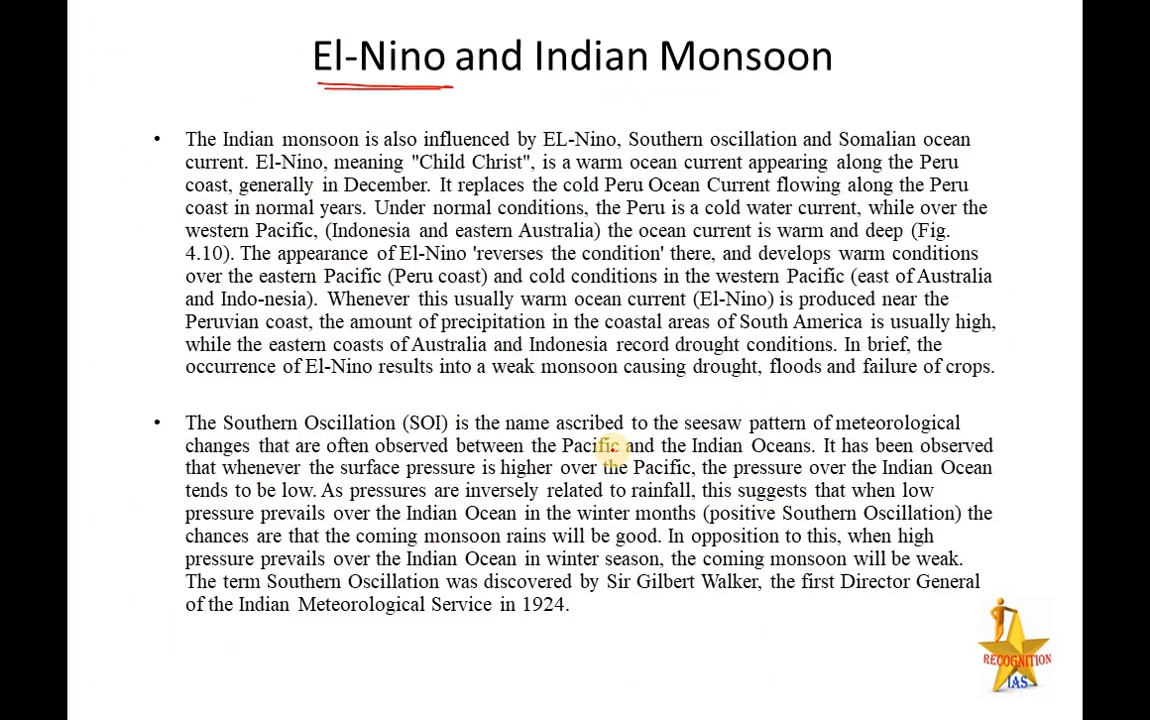 El-Nino and Indian Monsoon
• The Indian monsoon is also influenced by EL-Nino, Southern oscillation and Somalian ocean
current. El-Nino, meaning "Child Christ", is a warm ocean current appearing along the Peru
coast, generally in December. It replaces the cold Peru Ocean Current flowing along the Peru
coast in normal years. Under normal conditions, the Peru is a cold water current, while over the
western Pacific, (Indonesia and eastern Australia) the ocean current is warm and deep (Fig.
4.10). The appearance of El-Nino 'reverses the condition' there, and develops warm conditions
over the eastern Pacific (Peru coast) and cold conditions in the western Pacific (east of Australia
and Indo-nesia). Whenever this usually warm ocean current (El-Nino) is produced near the
Peruvian coast, the amount of precipitation in the coastal areas of South America is usually high,
while the eastern coasts of Australia and Indonesia record drought conditions. In brief, the
occurrence of El-Nino results into a weak monsoon causing drought, floods and failure of crops.
• The Southern Oscillation (SOI) is the name ascribed to the seesaw pattern of meteorological
changes that are often observed between the Pacific and the Indian Oceans. It has been observed
that whenever the surface pressure is higher over the Pacific, the pressure over the Indian Ocean
tends to be low. As pressures are inversely related to rainfall, this suggests that when low
pressure prevails over the Indian Ocean in the winter months (positive Southern Oscillation) the
chances are that the coming monsoon rains will be good. In opposition to this, when high
pressure prevails over the Indian Ocean in winter season, the coming monsoon will be weak.
The term Southern Oscillation was discovered by Sir Gilbert Walker, the first Director General
of the Indian Meteorological Service in 1924.
RECOGNITION
IAS